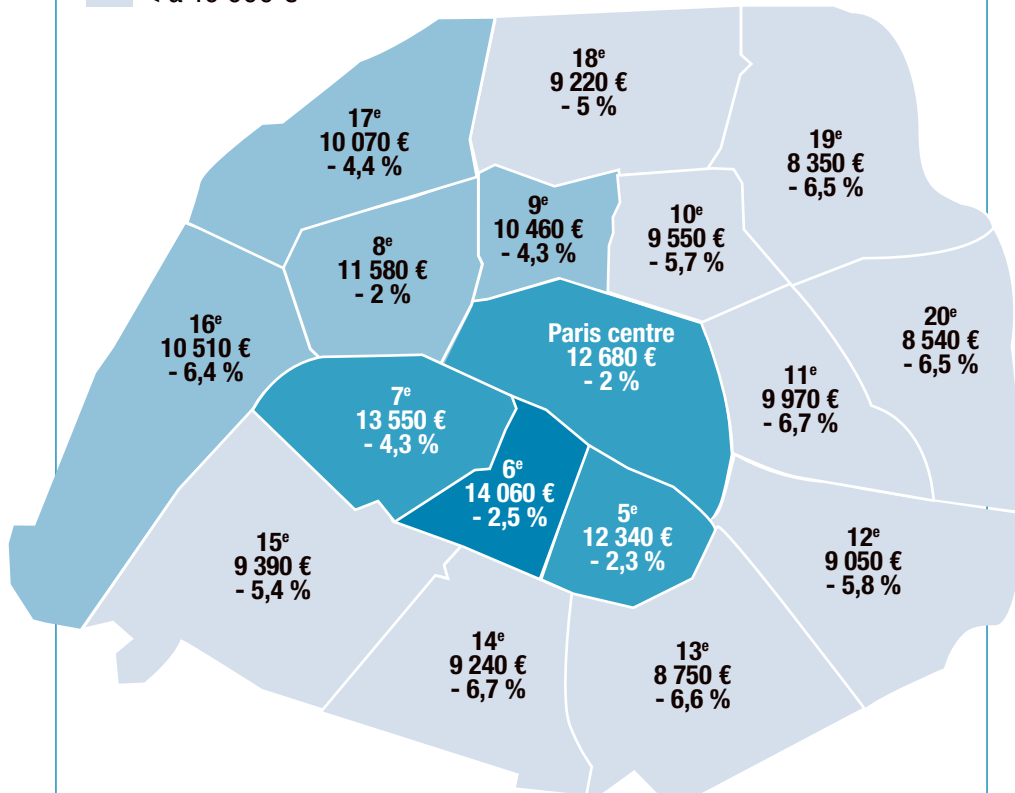 18e
9 220 €
- 5 %
17e
10 070 €
- 4,4 %
19e
8 350 €
- 6,5 %
9e
10 460 €
- 4,3 %
10e
9 550 €
- 5,7 %
8e
11 580 €
- 2 %
16e
10 510 €
- 6,4 %
Paris centre
12 680 €
- 2 %
20e
8 540 €
- 6,5 %
11e
9 970 €
- 6,7 %
7e
13 550 €
- 4,3 %
6e
14 060 €
- 2,5 %
5e
12 340 €
- 2,3 %
15e
9 390 €
- 5,4 %
12e
9 050 €
- 5,8 %
14e
9 240 €
- 6,7 %
13e
8 750 €
- 6,6 %